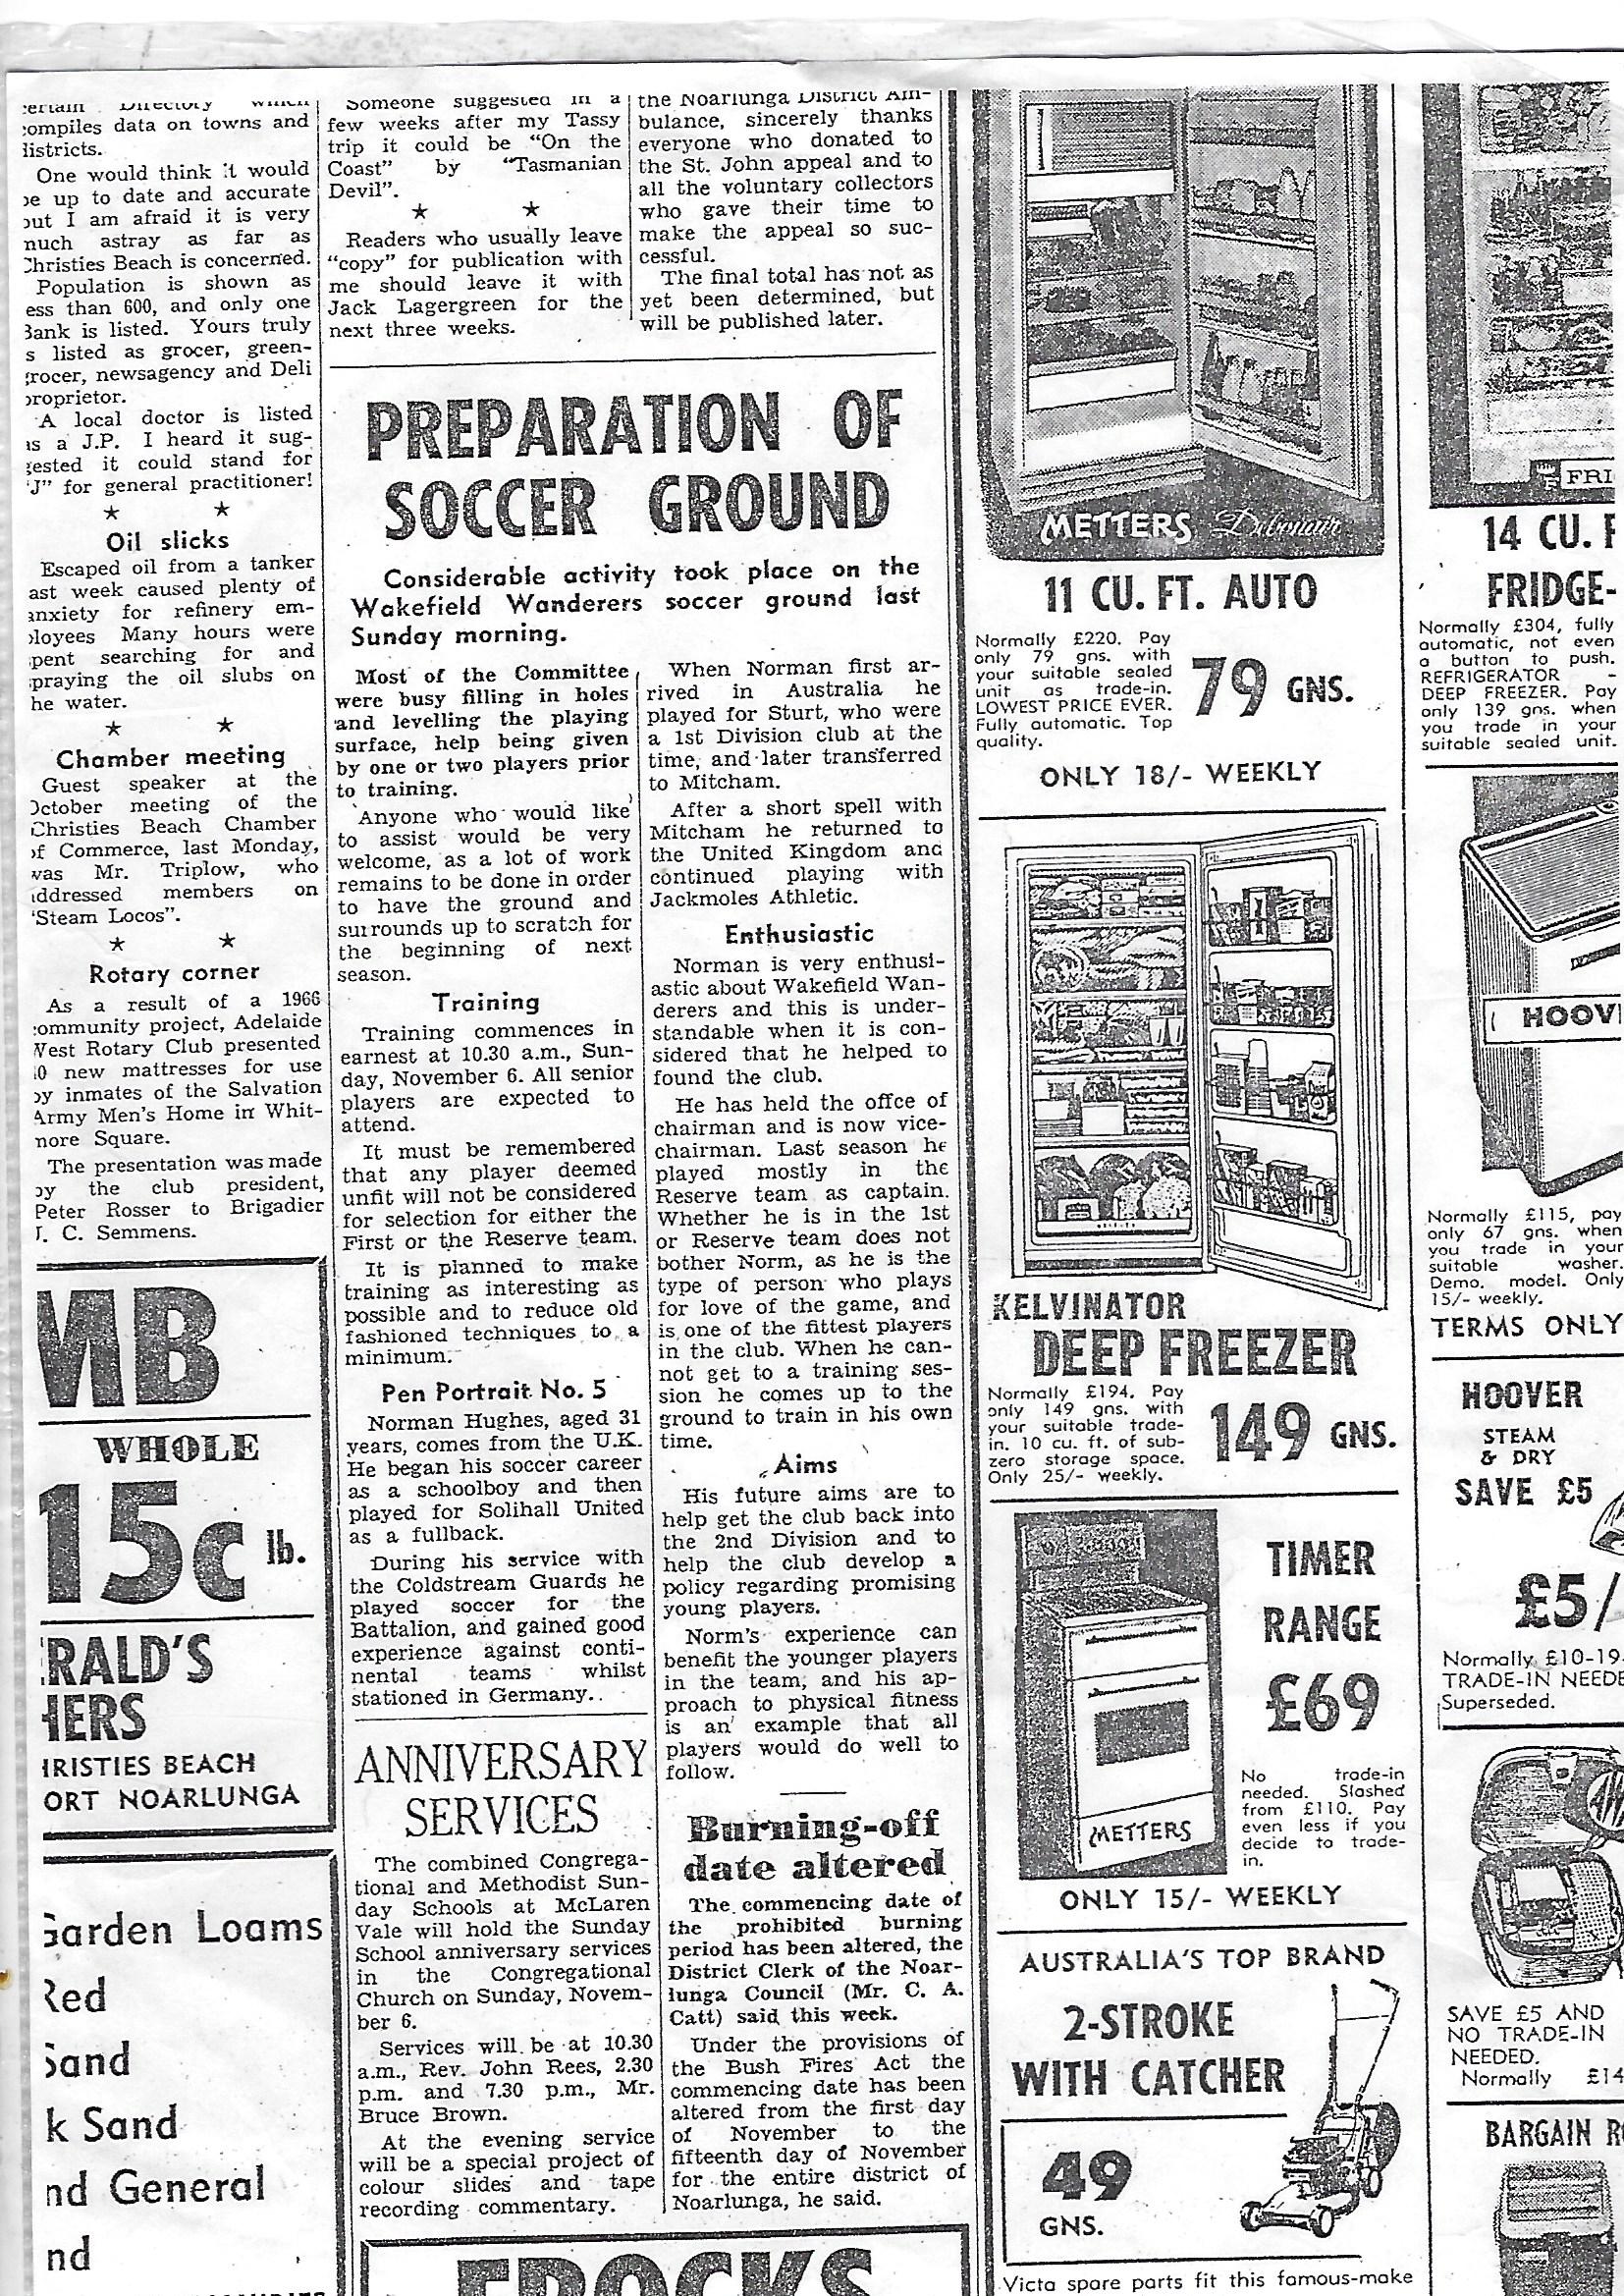 compiles data on towns and
districts.
One would think it would
be up to date and accurate
but I am afraid it is very
much astray as far as
Christies Beach is concerned.
Population is shown as
less than 600, and only one
Bank is listed. Yours truly
is listed as grocer, green-
grocer, newsagency and Deli
proprietor.
A local doctor is listed
as a J.P. I heard it sug-
gested it could stand for
"J" for general practitioner!
★ ★
Oil slicks
Escaped oil from a tanker
last week caused plenty of
anxiety for refinery em-
ployees Many hours were
spent searching for and
spraying the oil slubs on
the water.
★ ★
Chamber meeting
Guest speaker at the
October meeting of the
Christies Beach Chamber
of Commerce, last Monday,
was Mr. Triplow, who
addressed members on
"Steam Locos".
★ ★
Rotary corner
As a result of a 1966
community project, Adelaide
West Rotary Club presented
new mattresses for use
by inmates of the Salvation
Army Men's Home in Whit-
more Square.
The presentation was made
by the club president,
Peter Rosser to Brigadier
J. C. Semmens.
MB
WHOLE
15c lb.
ERALD'S
HERS
HRISTIES BEACH
ORT NOARLUNGA
Garden Loams
Red
Sand
k Sand
nd General
nd
Someone suggested in a
few weeks after my Tassy
trip it could be "On the
Coast" by "Tasmanian
Devil".
★ ★
Readers who usually leave
"copy" for publication with
me should leave it with
Jack Lagergreen for the
next three weeks.
the Noarlunga District Am-
bulance, sincerely thanks
everyone who donated to
the St. John appeal and to
all the voluntary collectors
who gave their time to
make the appeal so suc-
cessful.
The final total has not as
yet been determined, but
will be published later.
PREPARATION OF
SOCCER GROUND
Considerable activity took place on the
Wakefield Wanderers soccer ground last
Sunday morning.
Most of the Committee
were busy filling in holes
and levelling the playing
surface, help being given
by one or two players prior
to training.
Anyone who would like
to assist would be very
welcome, as a lot of work
remains to be done in order
to have the ground and
surrounds up to scratch for
the beginning of next
season.
Training
Training commences in
earnest at 10.30 a.m., Sun-
day, November 6. All senior
players are expected to
attend.
It must be remembered
that any player deemed
unfit will not be considered
for selection for either the
First or the Reserve team.
It is planned to make
training as interesting as
possible and to reduce old
fashioned techniques to a
minimum.
Pen Portrait No. 5
Norman Hughes, aged 31
years, comes from the U.K.
He began his soccer career
as a schoolboy and then
played for Solihall United
as a fullback.
During his service with
the Coldstream Guards he
played soccer for the
Battalion, and gained good
experience against conti-
nental teams whilst
stationed in Germany..
When Norman first ar-
rived in Australia he
played for Sturt, who were
a 1st Division club at the
time, and later transferred
to Mitcham.
After a short spell with
Mitcham he returned to
the United Kingdom and
continued playing with
Jackmoles Athletic.
Enthusiastic
Norman is very enthusi-
astic about Wakefield Wan-
derers and this is under-
standable when it is con-
sidered that he helped to
found the club.
He has held the offce of
chairman and is now vice-
chairman. Last season he
played mostly in the
Reserve team as captain.
Whether he is in the 1st
or Reserve team does not
bother Norm, as he is the
type of person who plays
for love of the game, and
is one of the fittest players
in the club. When he can-
not get to a training ses-
sion he comes up to the
ground to train in his own
time.
Aims
His future aims are to
help get the club back into
the 2nd Division and to
help the club develop a
policy regarding promising
young players.
Norm's experience can
benefit the younger players
in the team, and his ap-
proach to physical fitness
is an example that all
players would do well to
follow.
ANNIVERSARY
SERVICES
The combined Congrega-
tional and Methodist Sun-
day Schools at McLaren
Vale will hold the Sunday
School anniversary services
in the Congregational
Church on Sunday, Novem-
ber 6.
Services will be at 10.30
a.m., Rev. John Rees, 2.30
p.m. and 7.30 p.m., Mr.
Bruce Brown.
At the evening service
will be a special project of
colour slides and tape
recording commentary.
Burning-off
date altered
The commencing date of
the prohibited burning
period has been altered, the
District Clerk of the Noar-
lunga Council (Mr. C. A.
Catt) said this week.
Under the provisions of
the Bush Fires Act the
commencing date has been
altered from the first day
of November to the
fifteenth day of November
for the entire district of
Noarlunga, he said.
FROCKS
METTERS Delmair
11 CU. FT. AUTO
Normally £220. Pay
only 79 gns. with
your suitable sealed
unit as trade-in.
LOWEST PRICE EVER.
Fully automatic. Top
quality.
79 GNS.
ONLY 18/- WEEKLY
KELVINATOR
DEEP FREEZER
Normally £194. Pay
only 149 gns. with
your suitable trade-
in. 10 cu. ft. of sub-
zero storage space.
Only 25/- weekly.
149 GNS.
METTERS
TIMER
RANGE
£69
No trade-in
needed. Slashed
from £110. Pay
even less if you
decide to trade-
in.
ONLY 15/- WEEKLY
AUSTRALIA'S TOP BRAND
2-STROKE
WITH CATCHER
49
GNS.
Victa spare parts fit this famous-make
FRI
14 CU. F
FRIDGE-
Normally £304, fully
automatic, not even
a button to push.
REFRIGERATOR -
DEEP FREEZER. Pay
only 139 gns. when
you trade in your
suitable sealed unit.
HOOV
Normally £115, pay
only 67 gns. when
you trade in your
suitable washer.
Demo. model. Only
15/- weekly.
TERMS ONLY
HOOVER
STEAM
& DRY
SAVE £5
£5/
Normally £10-19-
TRADE-IN NEEDE
Superseded.
SAVE £5 AND
NO TRADE-IN
NEEDED.
Normally £14
BARGAIN R